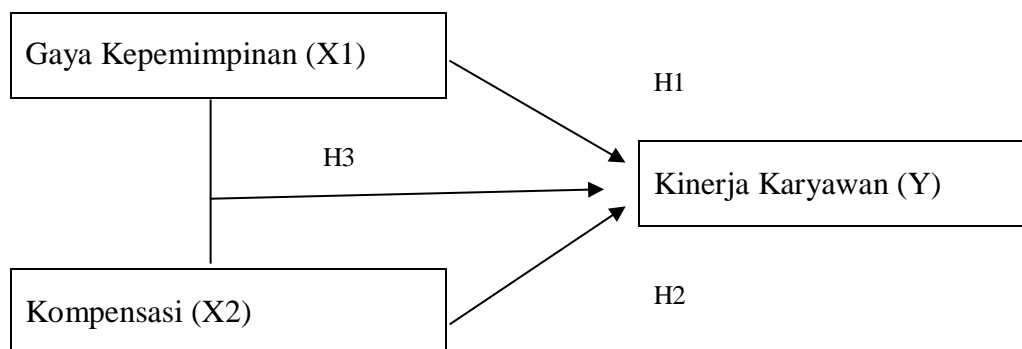 Gaya Kepemimpinan (X1)
H1
H3
Kinerja Karyawan (Y)
Kompensasi (X2)
H2